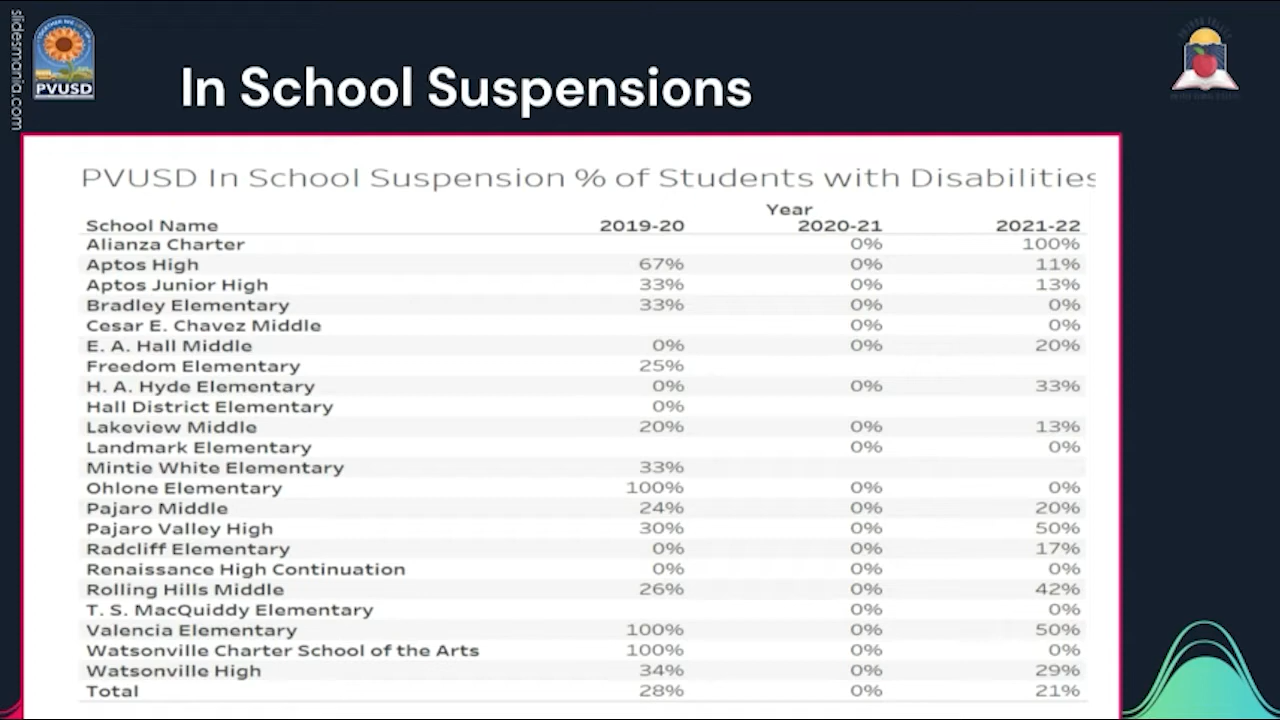 slidesmania.com
PVUSD
In School Suspensions
PVUSD In School Suspension % of Students with Disabilities
Year
School Name 2019-20 2020-21 2021-22
Alianza Charter 0% 100%
Aptos High 67% 0% 11%
Aptos Junior High 33% 0% 13%
Bradley Elementary 33% 0% 0%
Cesar E. Chavez Middle 0% 0%
E. A. Hall Middle 0% 0% 20%
Freedom Elementary 25%
H. A. Hyde Elementary 0% 0% 33%
Hall District Elementary 0%
Lakeview Middle 20% 0% 13%
Landmark Elementary 0% 0%
Mintie White Elementary 33%
Ohlone Elementary 100% 0% 0%
Pajaro Middle 24% 0% 20%
Pajaro Valley High 30% 0% 50%
Radcliff Elementary 0% 0% 17%
Renaissance High Continuation 0% 0% 0%
Rolling Hills Middle 26% 0% 42%
T. S. MacQuiddy Elementary 0% 0%
Valencia Elementary 100% 0% 50%
Watsonville Charter School of the Arts 100% 0% 0%
Watsonville High 34% 0% 29%
Total 28% 0% 21%